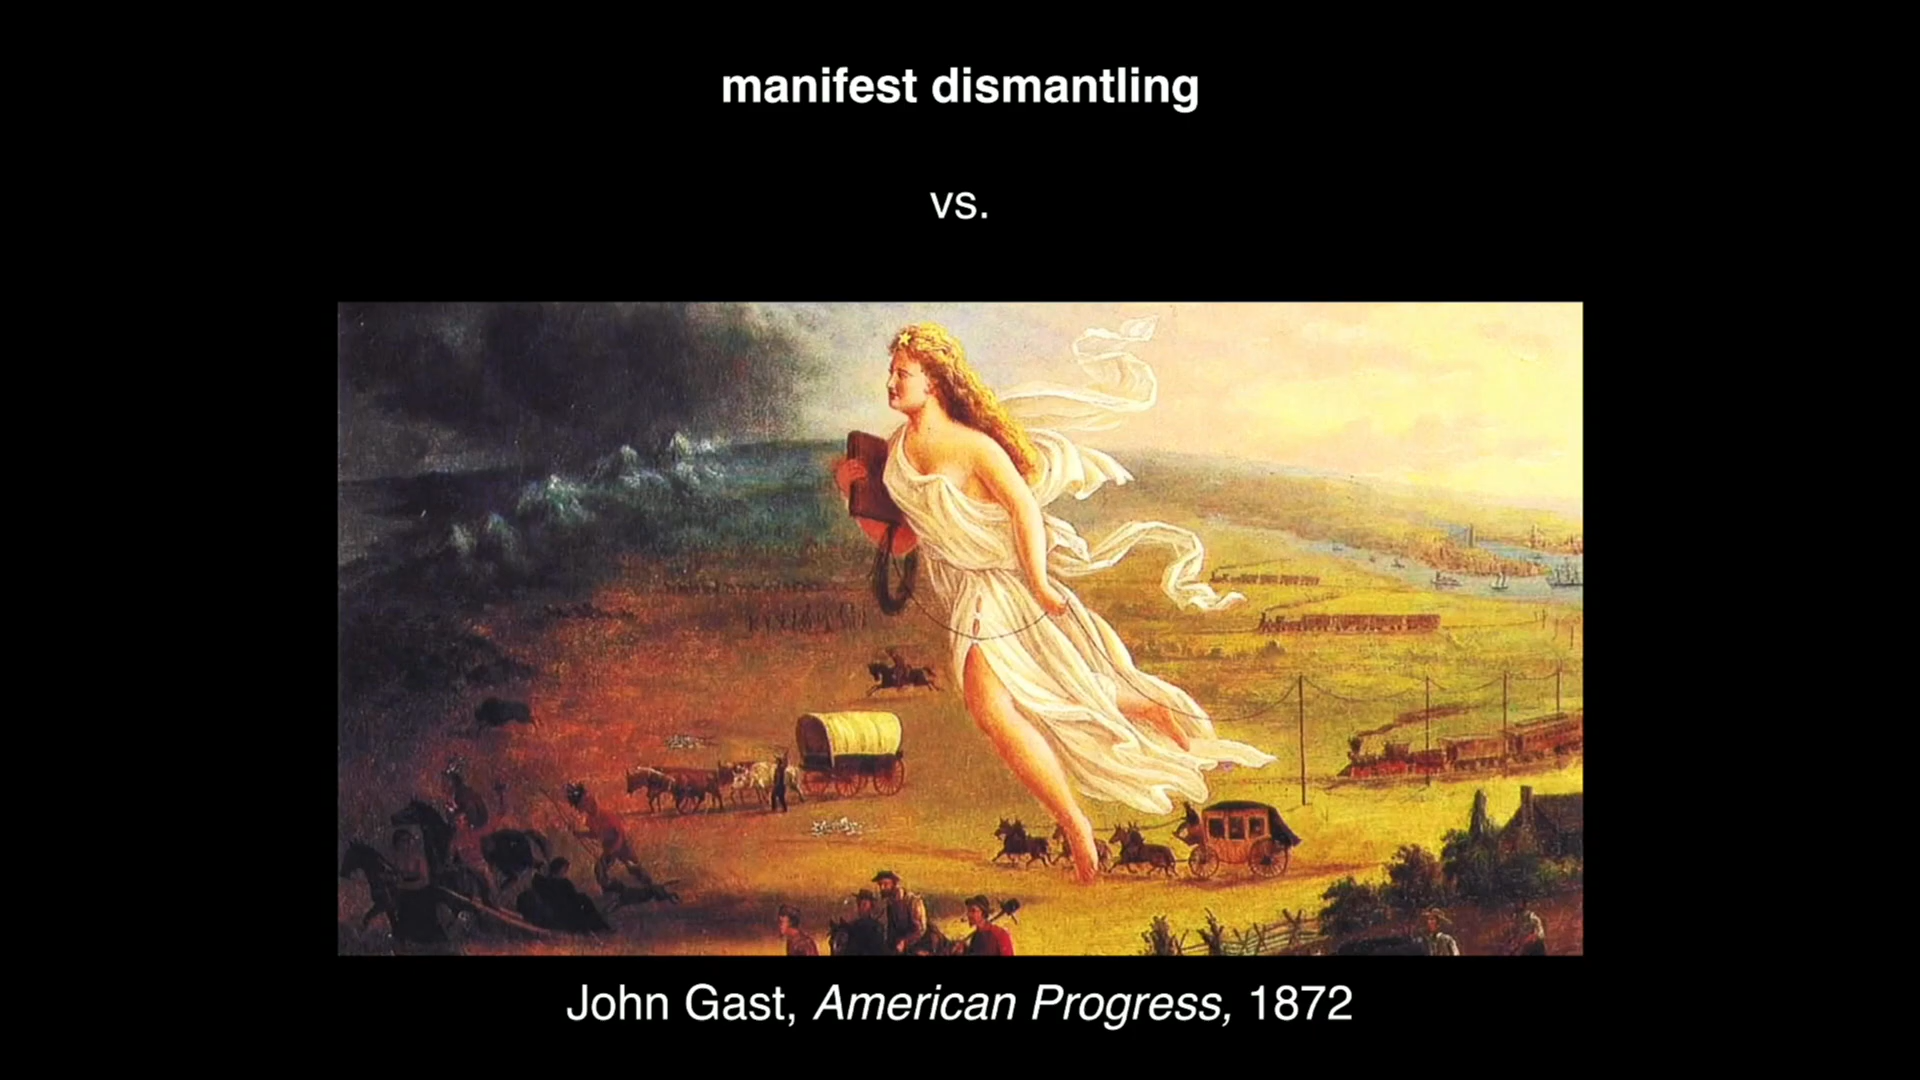 manifest dismantling
vs.
John Gast, American Progress, 1872